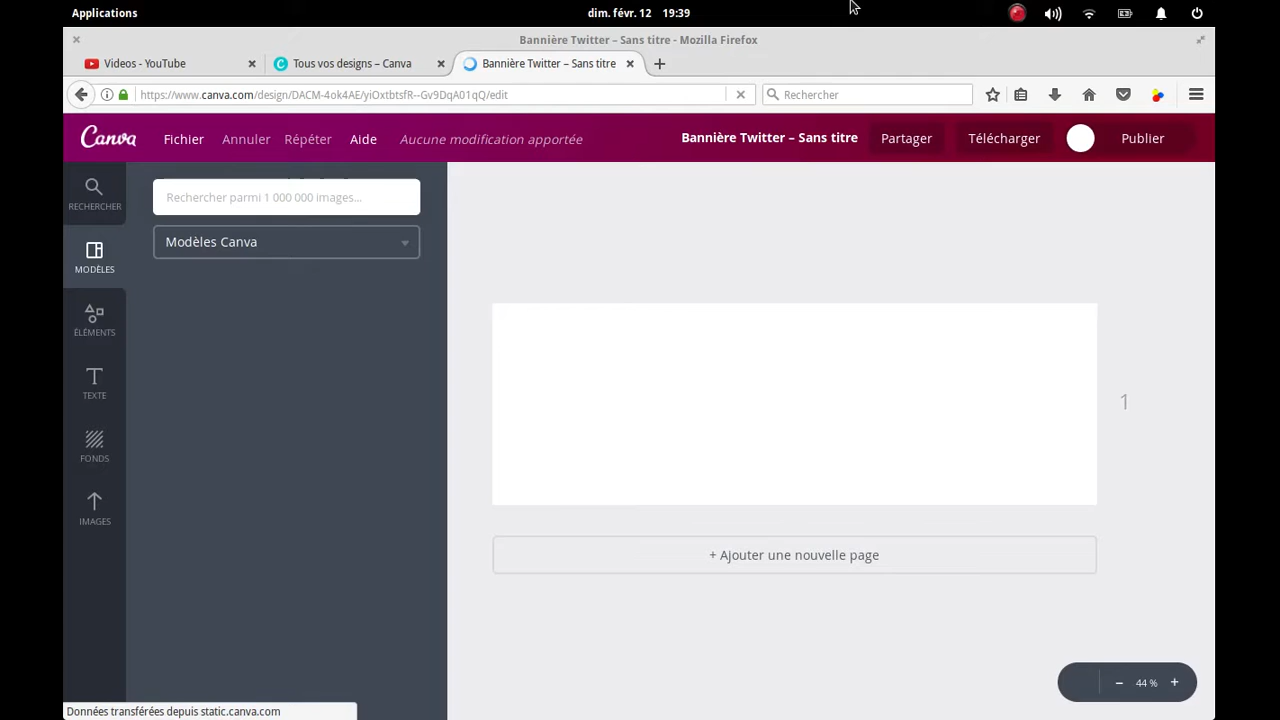 Applications
dim. févr. 12 19:39
Bannière Twitter – Sans titre - Mozilla Firefox
Videos - YouTube
Tous vos designs – Canva
Bannière Twitter – Sans titre
https://www.canva.com/design/DACM-4ok4AE/yiOxtbtsfR--Gv9DqA01qQ/edit
Rechercher
Canva
Fichier
Annuler
Répéter
Aide
Aucune modification apportée
Bannière Twitter – Sans titre
Partager
Télécharger
Publier
RECHERCHER
Rechercher parmi 1 000 000 images...
Modèles Canva
MODÈLES
ÉLÉMENTS
TEXTE
FONDS
IMAGES
1
+ Ajouter une nouvelle page
– 44 % +
Données transférées depuis static.canva.com